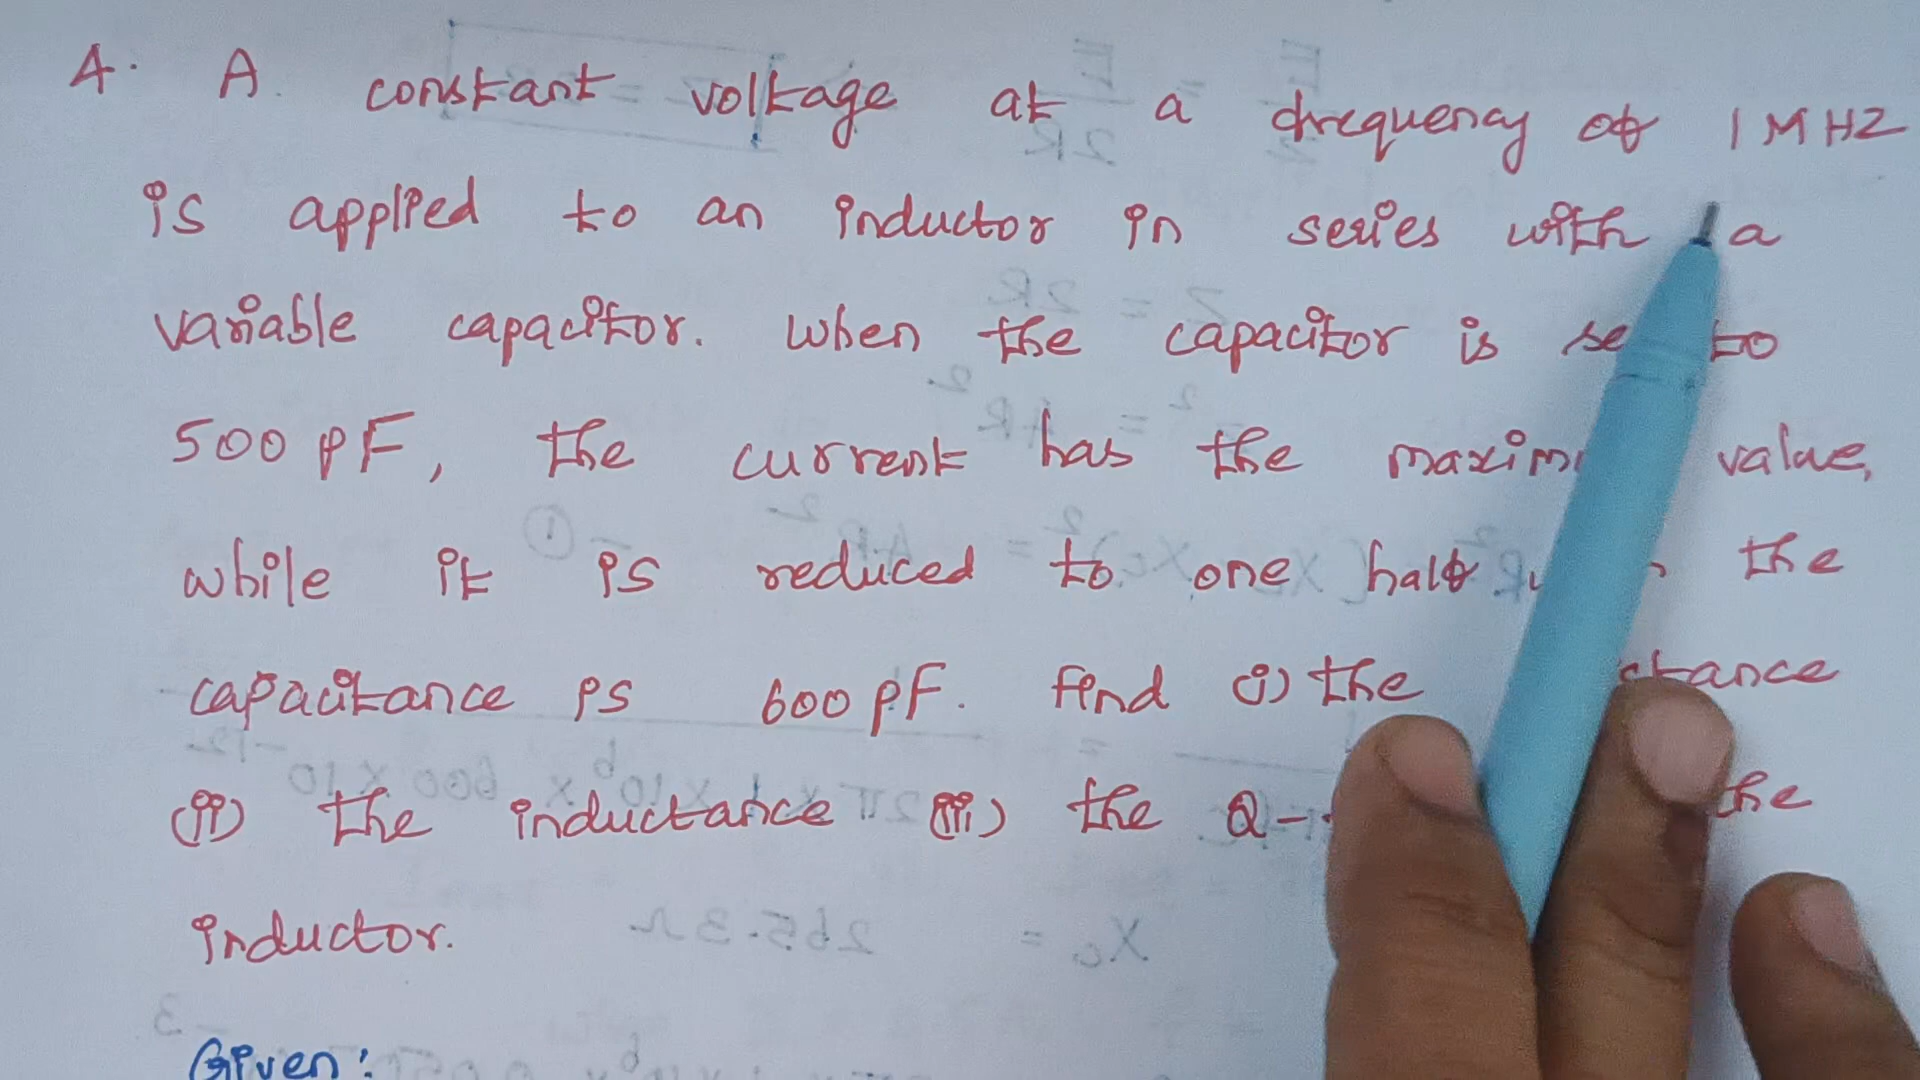 4. A constant voltage at a frequency of 1 MHZ
is applied to an inductor in series with a
variable capacitor. When the capacitor is to
500 pF, the current has the value,
while it is reduced to one half the
capacitance is 600 pF. Find (i) the
(ii) the inductance (iii) the Q- the
inductor.
Given: